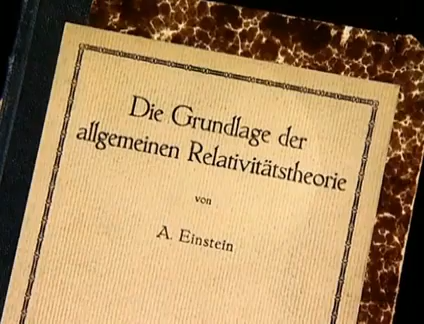 Die Grundlage der
allgemeinen Relativitätstheorie
von
A. Einstein